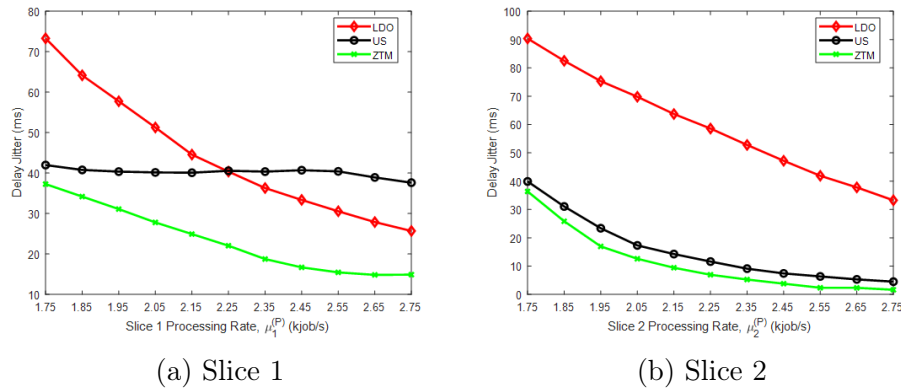 80
70
60
50
40
30
20
10
Delay Jitter (ms)
LDO
US
ZTM
1.75 1.85 1.95 2.05 2.15 2.25 2.35 2.45 2.55 2.65 2.75
Slice 1 Processing Rate, μ₁⁽ᴾ⁾ (kjob/s)
(a) Slice 1
100
90
80
70
60
50
40
30
20
10
0
Delay Jitter (ms)
LDO
US
ZTM
1.75 1.85 1.95 2.05 2.15 2.25 2.35 2.45 2.55 2.65 2.75
Slice 2 Processing Rate, μ₂⁽ᴾ⁾ (kjob/s)
(b) Slice 2